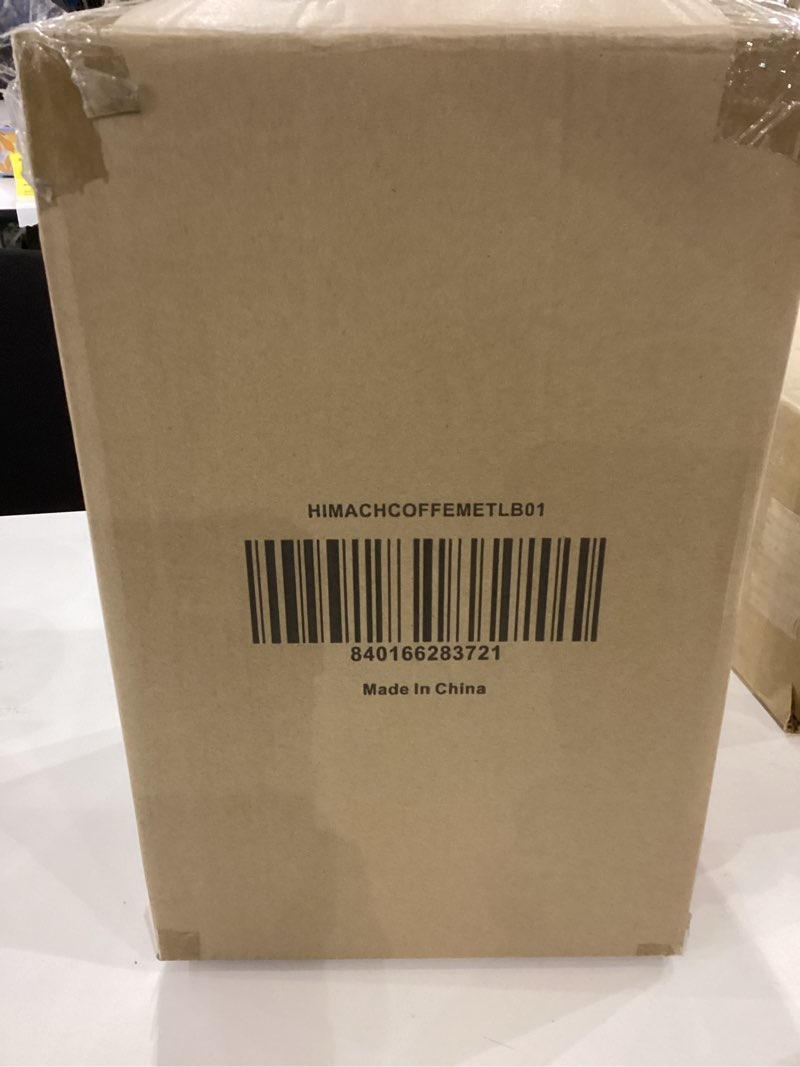 HIMACHCOFFEMETLB01
840166283721
Made In China